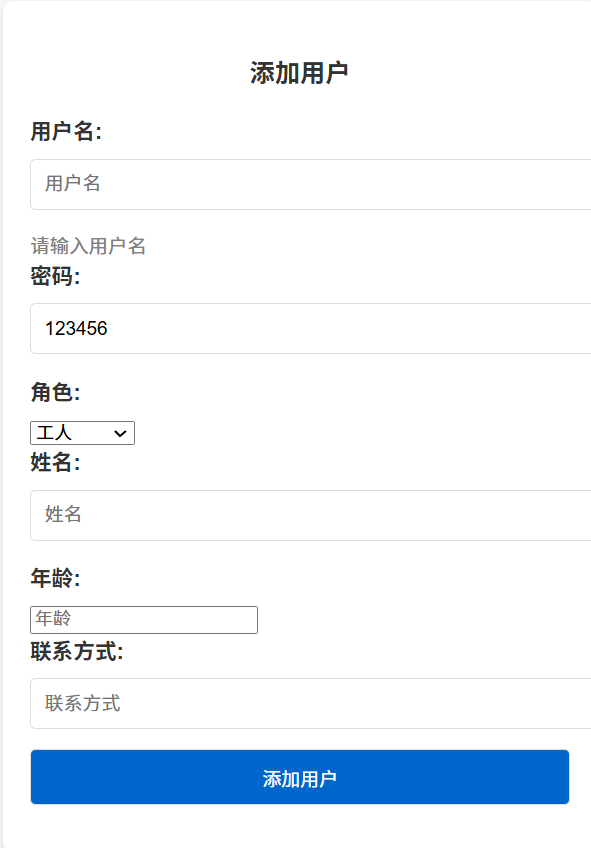 添加用户
用户名:
用户名
请输入用户名
密码:
123456
角色:
工人
姓名:
姓名
年龄:
年龄
联系方式:
联系方式
添加用户